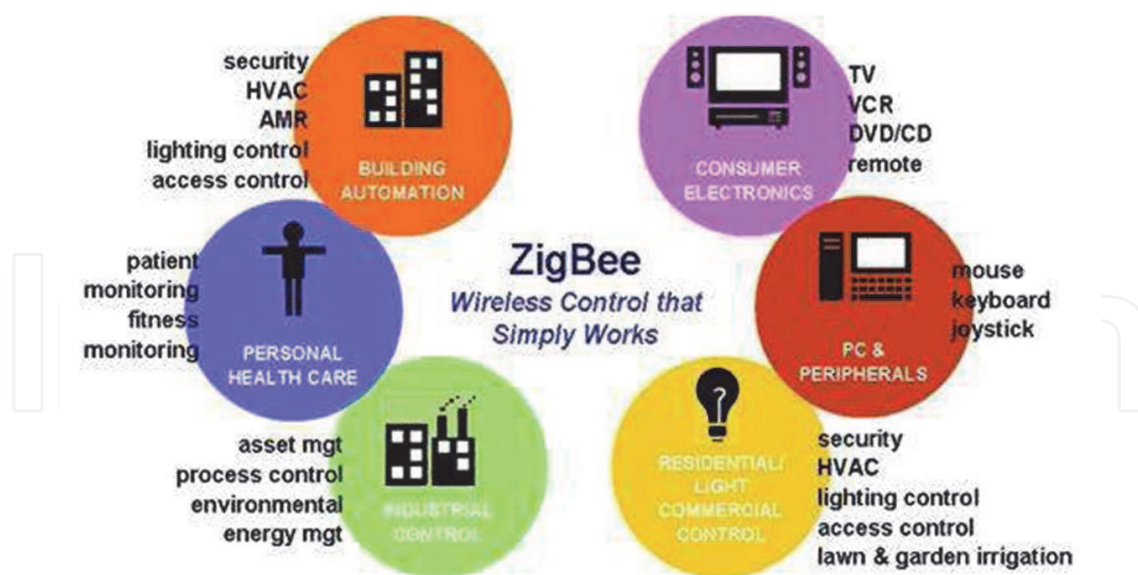 security
HVAC
AMR
lighting control
access control
BUILDING
AUTOMATION
TV
VCR
DVD/CD
remote
CONSUMER
ELECTRONICS
patient
monitoring
fitness
monitoring
PERSONAL
HEALTH CARE
ZigBee
Wireless Control that
Simply Works
mouse
keyboard
joystick
PC &
PERIPHERALS
asset mgt
process control
environmental
energy mgt
INDUSTRIAL
CONTROL
?
RESIDENTIAL/
LIGHT
COMMERCIAL
CONTROL
security
HVAC
lighting control
access control
lawn & garden irrigation